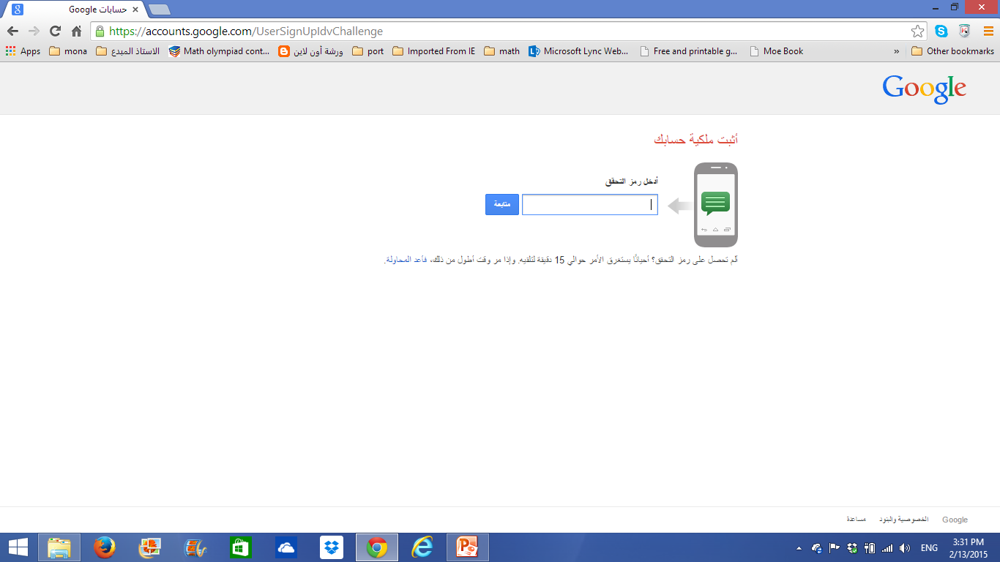 حسابات Google
https://accounts.google.com/UserSignUpIdvChallenge
Apps mona الاستاذ المبدع Math olympiad cont... ورشة أون لاين port Imported From IE math Microsoft Lync Web... Free and printable g... Moe Book » Other bookmarks
Google
أثبت ملكية حسابك
أدخل رمز التحقق
متابعة
ألم تحصل على رمز التحقق؟ أحيانًا يستغرق الأمر حوالي 15 دقيقة لتلقيه. وإذا مر وقت أطول من ذلك، فأعد المحاولة.
Google الخصوصية والبنود مساعدة
ENG 3:31 PM
2/13/2015